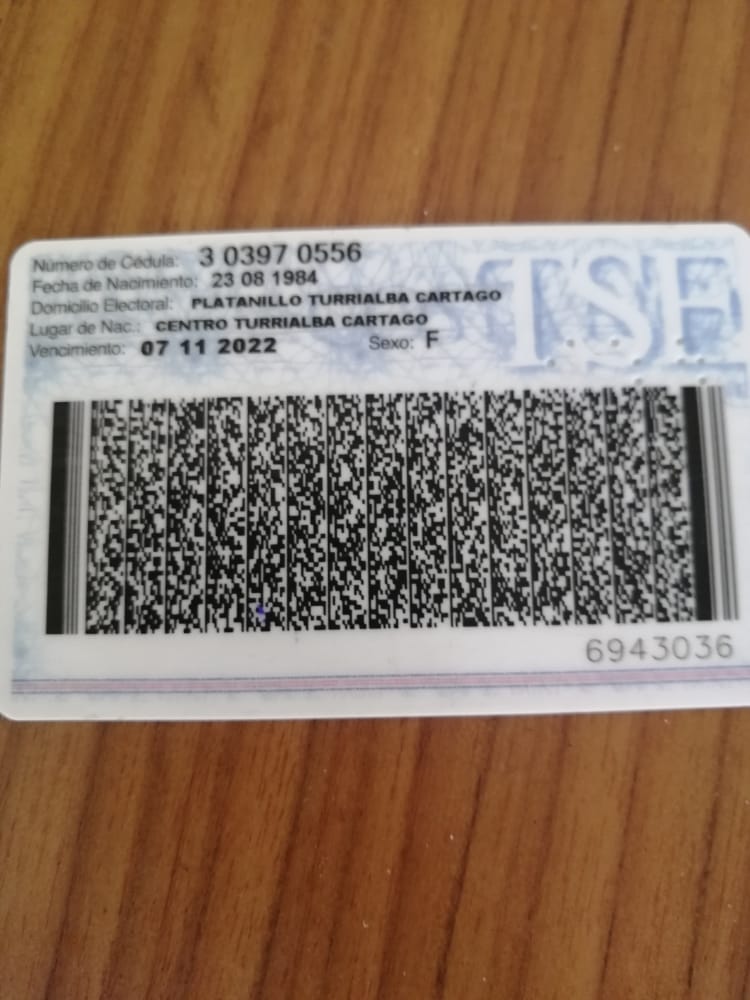 Número de Cédula: 3 0397 0556
Fecha de Nacimiento: 23 08 1984
Domicilio Electoral: PLATANILLO TURRIALBA CARTAGO
Lugar de Nac.: CENTRO TURRIALBA CARTAGO
Vencimiento: 07 11 2022 Sexo: F
TSE
6943036